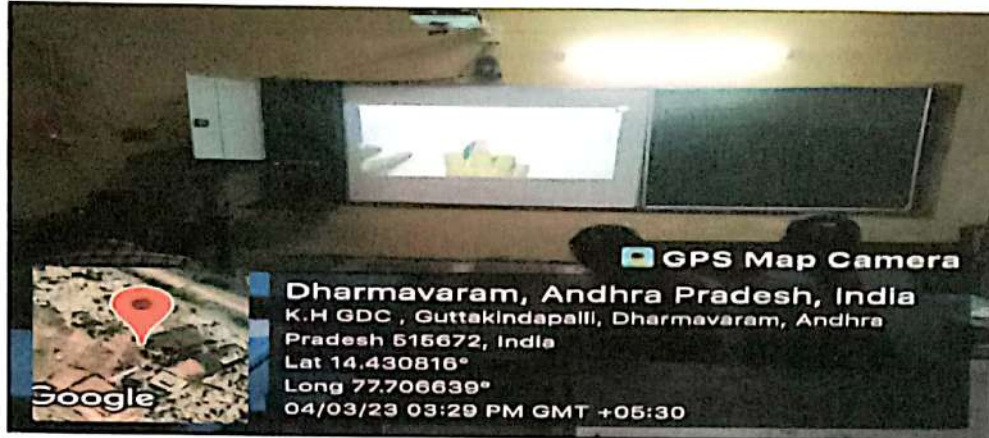 GPS Map Camera
Dharmavaram, Andhra Pradesh, India
K.H GDC , Guttakindapalli, Dharmavaram, Andhra
Pradesh 515672, India
Lat 14.430816°
Long 77.706639°
04/03/23 03:29 PM GMT +05:30
Google